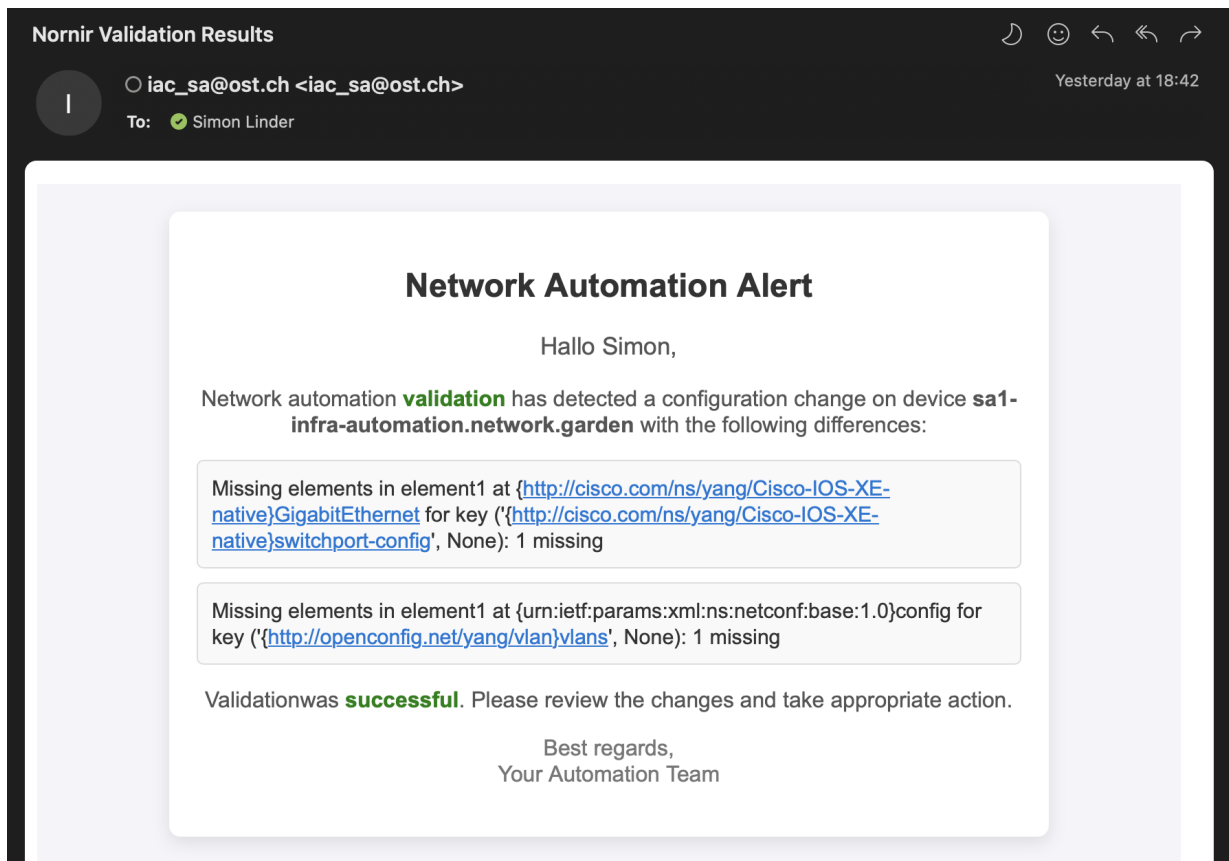 Nornir Validation Results
I
iac_sa@ost.ch <iac_sa@ost.ch>
Yesterday at 18:42
To: Simon Linder
Network Automation Alert
Hallo Simon,
Network automation validation has detected a configuration change on device sa1-
infra-automation.network.garden with the following differences:
Missing elements in element1 at {http://cisco.com/ns/yang/Cisco-IOS-XE-
native}GigabitEthernet for key ('{http://cisco.com/ns/yang/Cisco-IOS-XE-
native}switchport-config', None): 1 missing
Missing elements in element1 at {urn:ietf:params:xml:ns:netconf:base:1.0}config for
key ('{http://openconfig.net/yang/vlan}vlans', None): 1 missing
Validationwas successful. Please review the changes and take appropriate action.
Best regards,
Your Automation Team